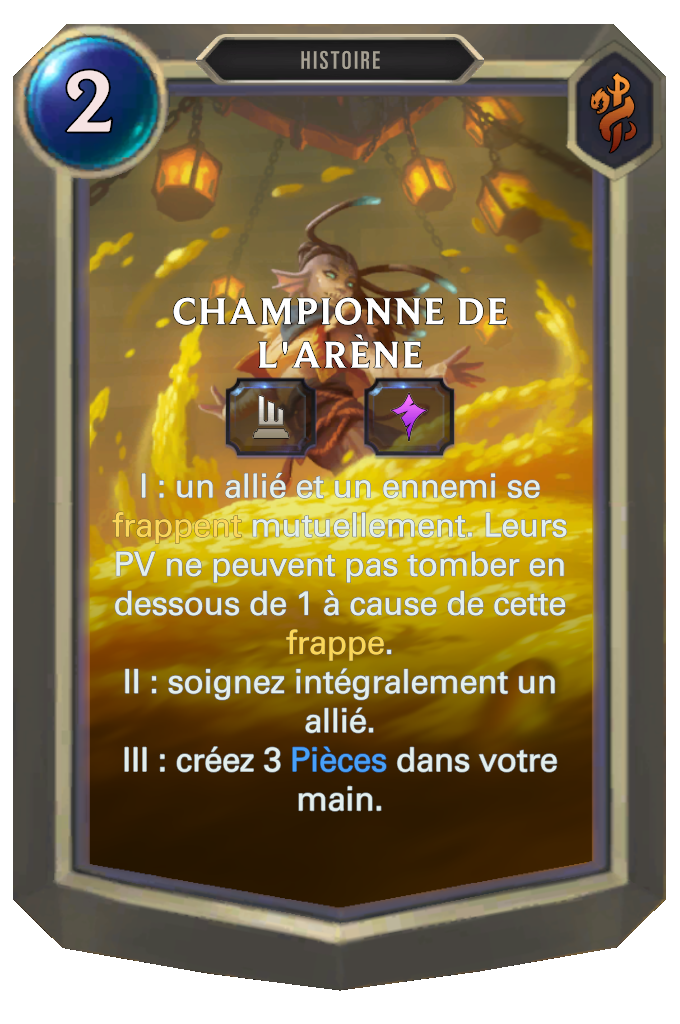 HISTOIRE
2
CHAMPIONNE DE
L'ARÈNE
I : un allié et un ennemi se
frappent mutuellement. Leurs
PV ne peuvent pas tomber en
dessous de 1 à cause de cette
frappe.
II : soignez intégralement un
allié.
III : créez 3 Pièces dans votre
main.